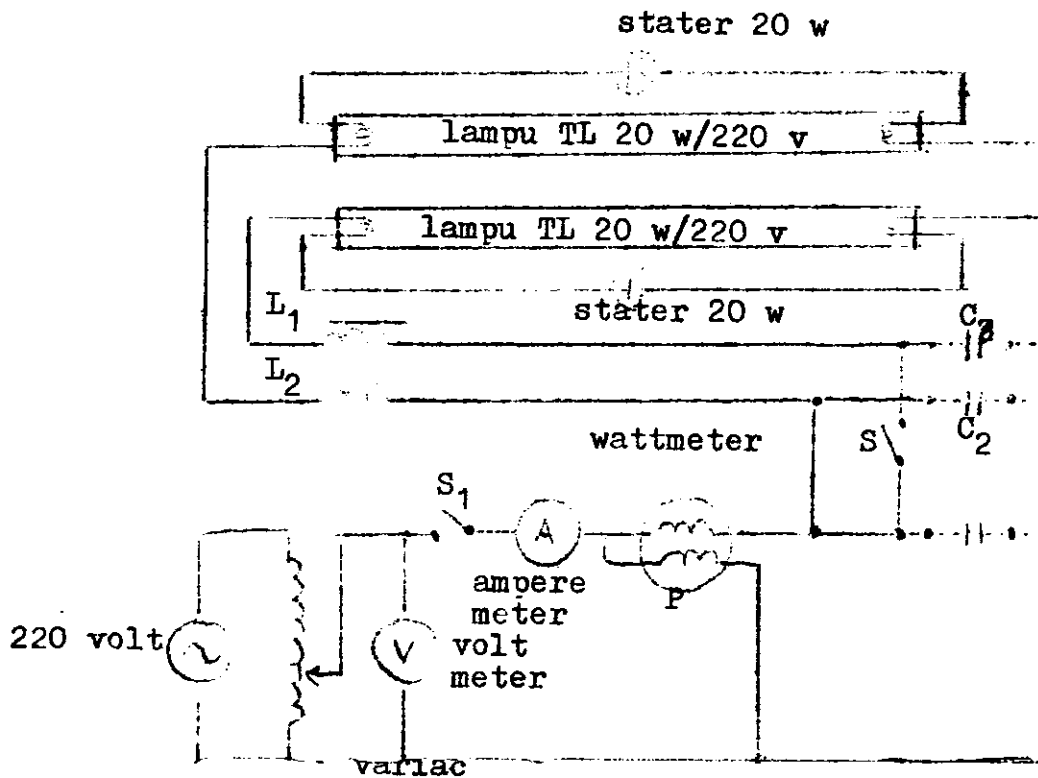 stater 20 w
lampu TL 20 w/220 v
lampu TL 20 w/220 v
L1
stater 20 w
C3
L2
wattmeter
S
C2
S1
A
ampere
meter
P
220 volt
V
volt
meter
variac